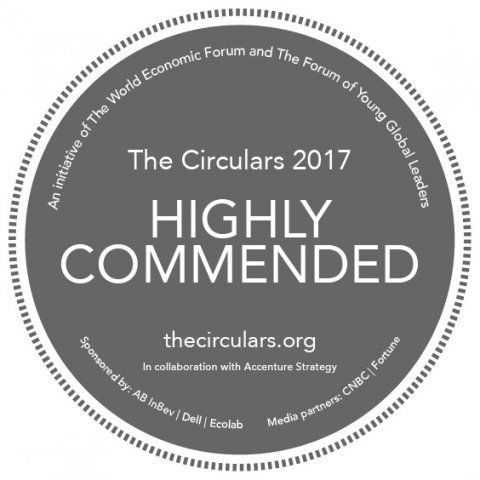 An initiative of The World Economic Forum and The Forum of Young Global Leaders
The Circulars 2017
HIGHLY
COMMENDED
thecirculars.org
In collaboration with Accenture Strategy
Sponsored by: AB InBev | Dell | Ecolab
Media partners: CNBC | Fortune